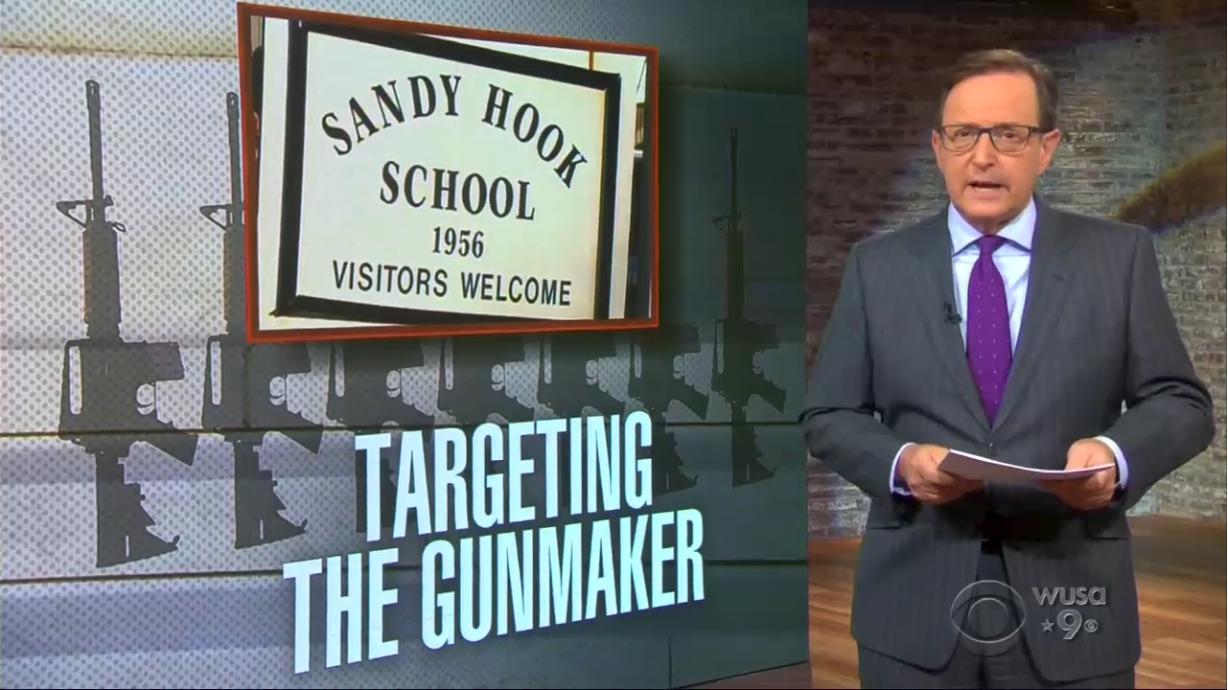 SANDY HOOK
SCHOOL
1956
VISITORS WELCOME
TARGETING
THE GUNMAKER
wusa
9